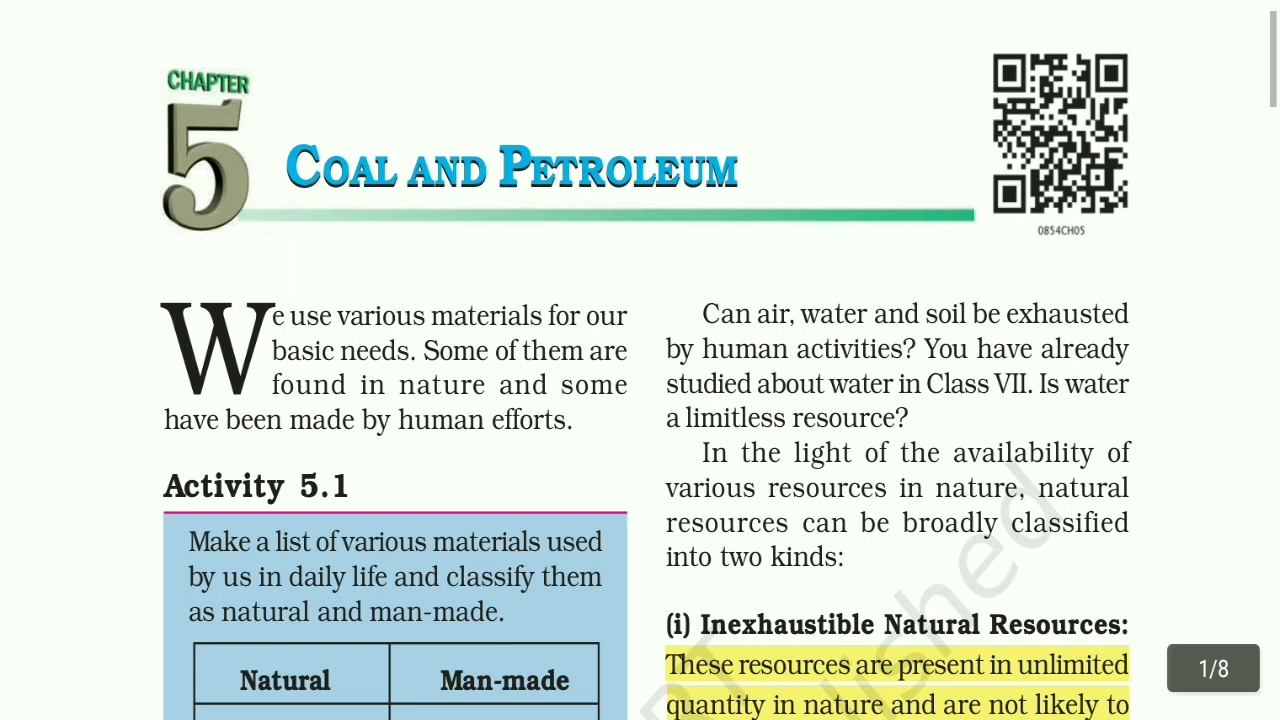 CHAPTER
5
COAL AND PETROLEUM
0854CH05
We use various materials for our
basic needs. Some of them are
found in nature and some
have been made by human efforts.
Activity 5.1
Make a list of various materials used
by us in daily life and classify them
as natural and man-made.
Natural Man-made
Can air, water and soil be exhausted
by human activities? You have already
studied about water in Class VII. Is water
a limitless resource?
In the light of the availability of
various resources in nature, natural
resources can be broadly classified
into two kinds:
(i) Inexhaustible Natural Resources:
These resources are present in unlimited
quantity in nature and are not likely to
1/8